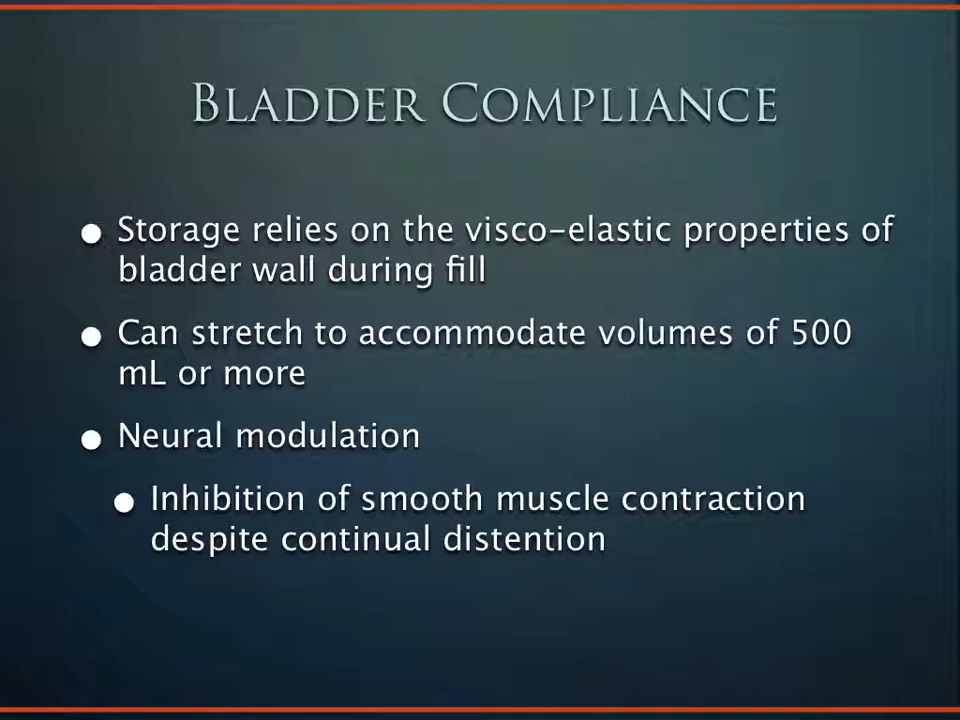 Bladder Compliance
• Storage relies on the visco-elastic properties of
bladder wall during fill
• Can stretch to accommodate volumes of 500
mL or more
• Neural modulation
• Inhibition of smooth muscle contraction
despite continual distention